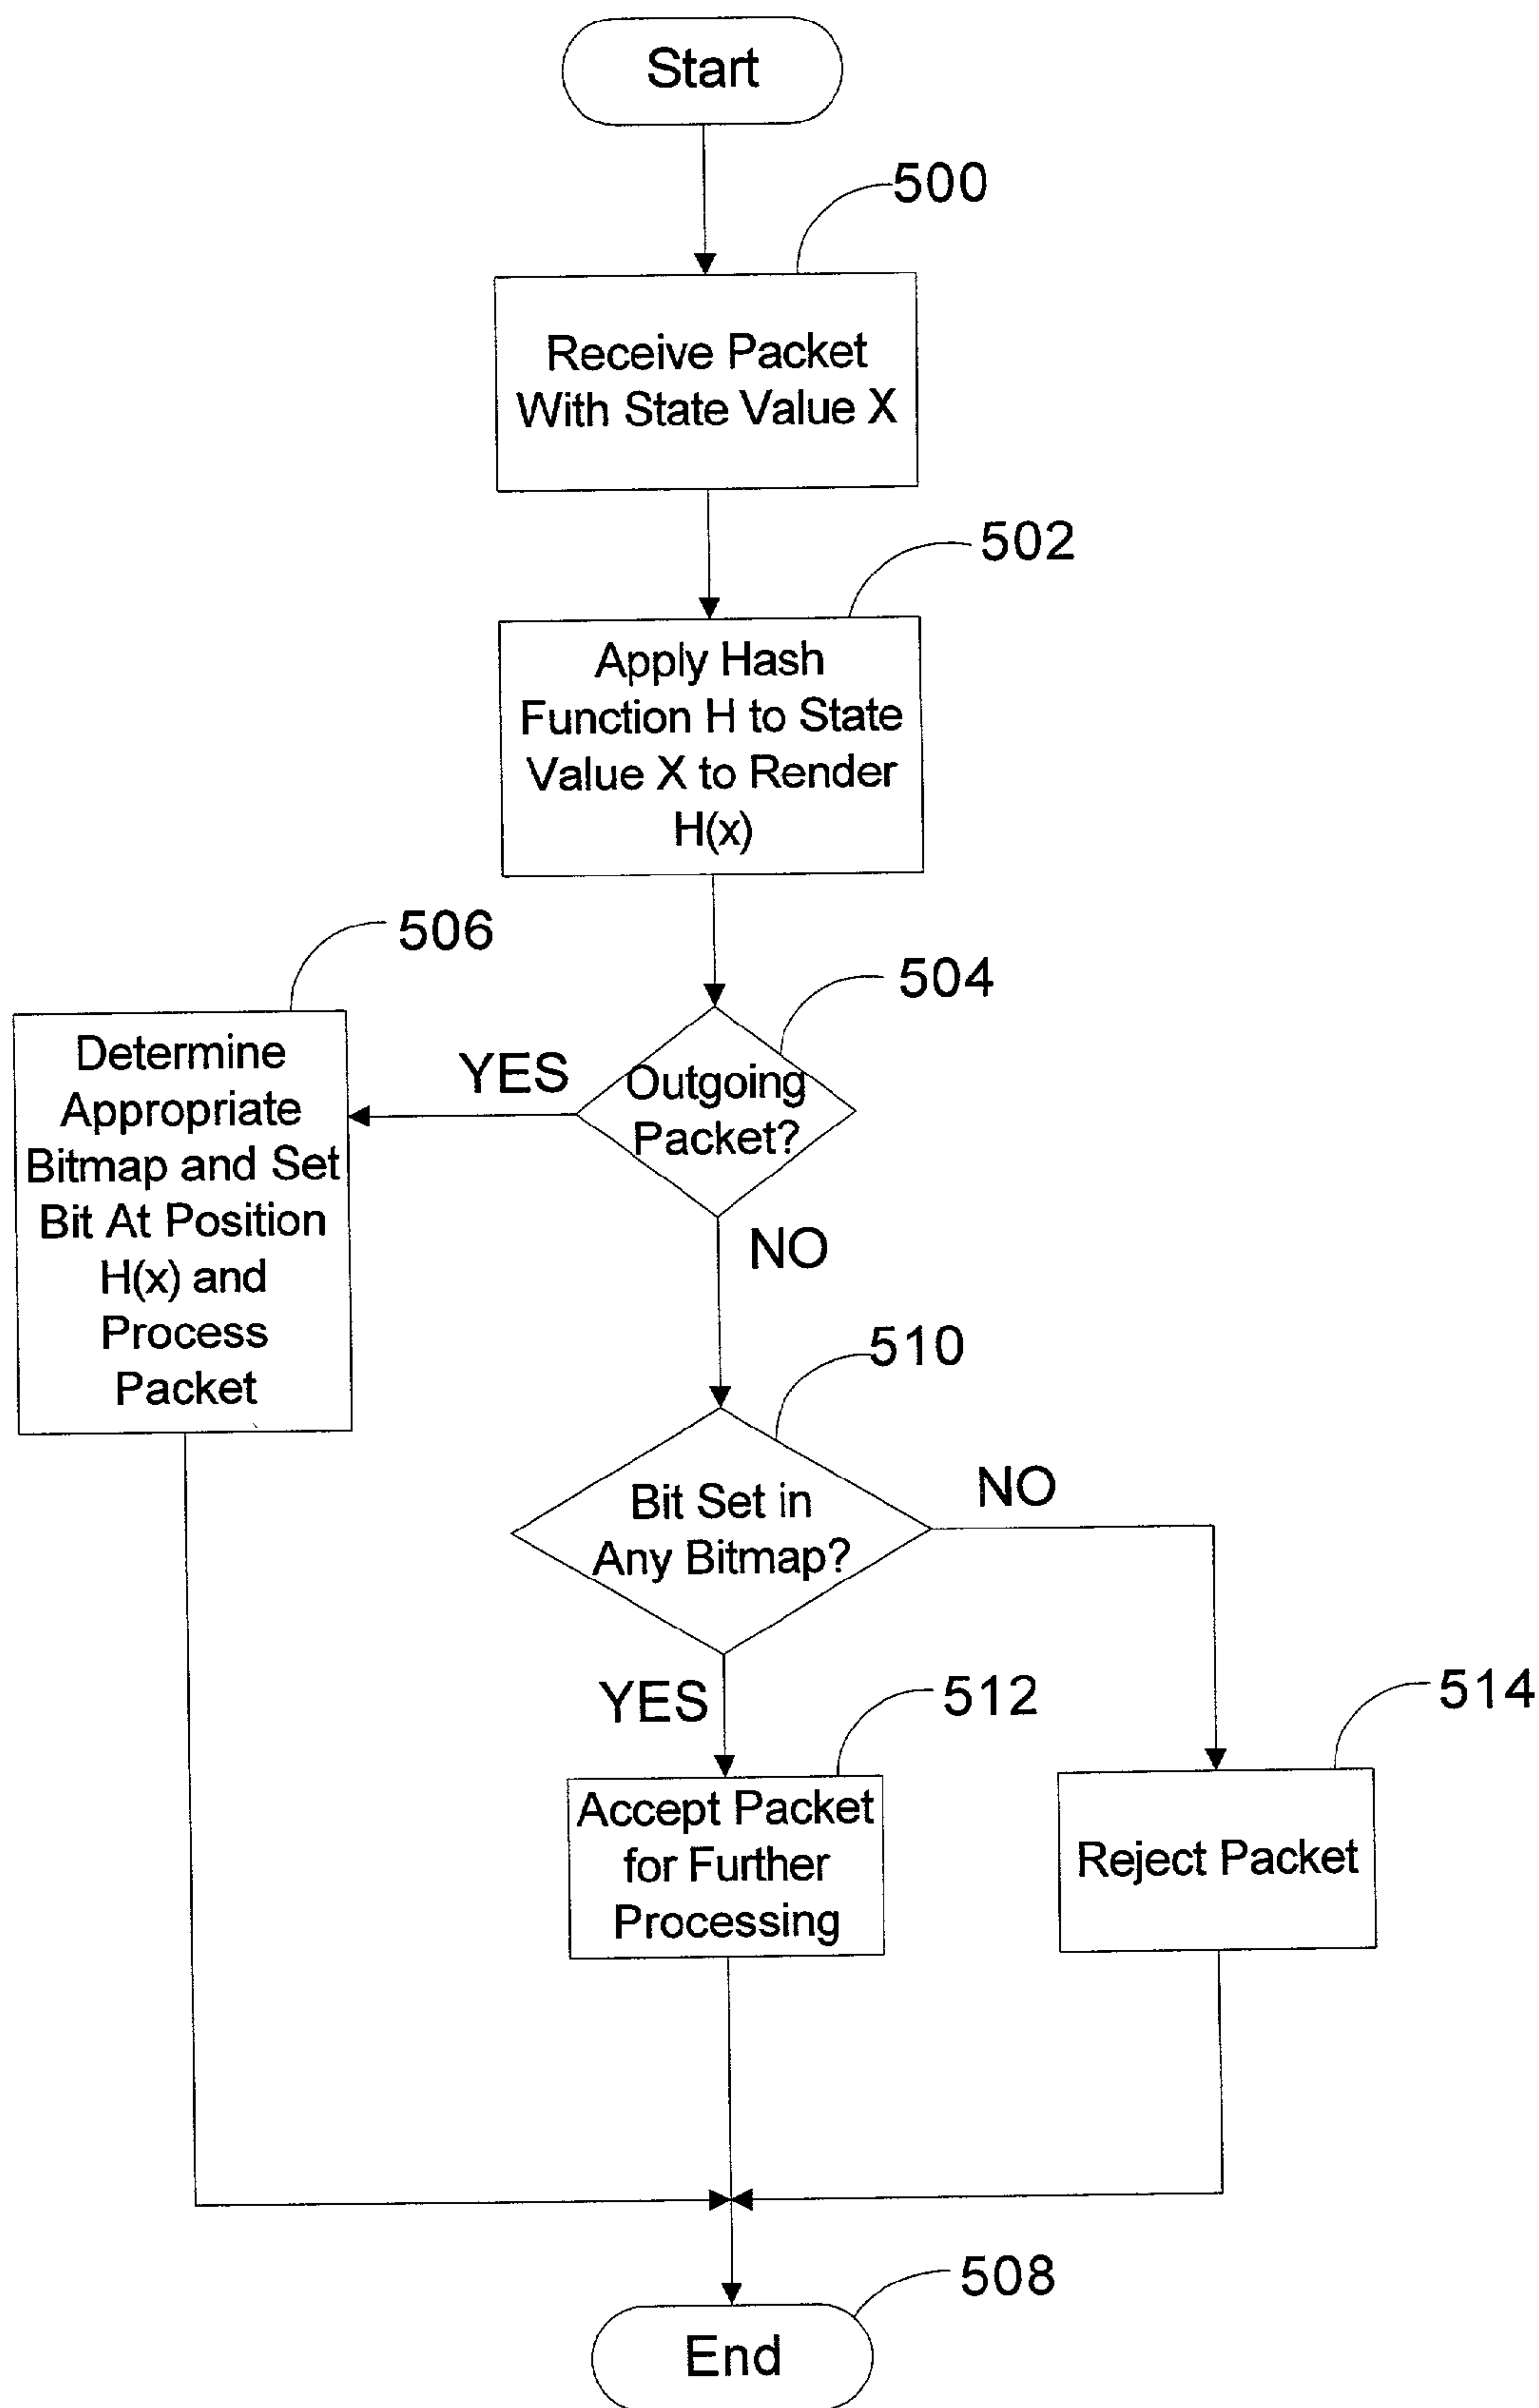 Start
500
Receive Packet
With State Value X
502
Apply Hash
Function H to State
Value X to Render
H(x)
506
504
Determine
Appropriate
Bitmap and Set
Bit At Position
H(x) and
Process
Packet
YES
Outgoing
Packet?
NO
510
Bit Set in
Any Bitmap?
NO
YES
512
514
Accept Packet
for Further
Processing
Reject Packet
508
End